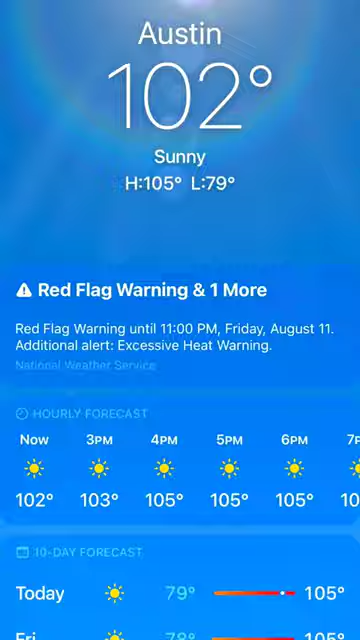 Austin
102°
Sunny
H:105° L:79°
Red Flag Warning & 1 More
Red Flag Warning until 11:00 PM, Friday, August 11.
Additional alert: Excessive Heat Warning.
National Weather Service
HOURLY FORECAST
Now 3PM 4PM 5PM 6PM
102° 103° 105° 105° 105°
10-DAY FORECAST
Today 79° 105°
Fri